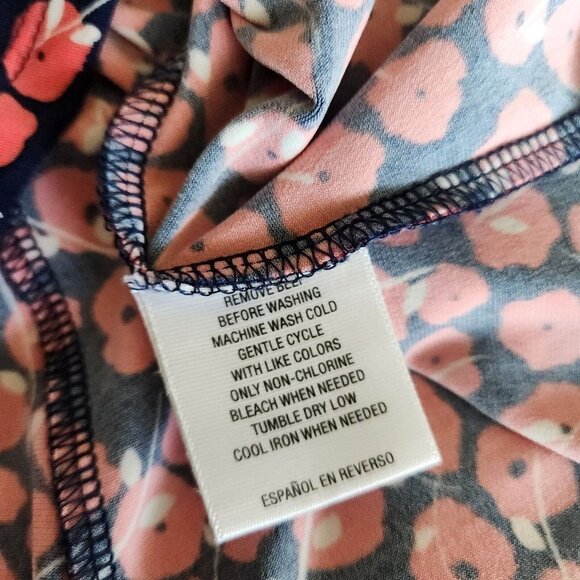 REMOVE BELT
BEFORE WASHING
MACHINE WASH COLD
GENTLE CYCLE
WITH LIKE COLORS
ONLY NON-CHLORINE
BLEACH WHEN NEEDED
TUMBLE DRY LOW
COOL IRON WHEN NEEDED
ESPAÑOL EN REVERSO